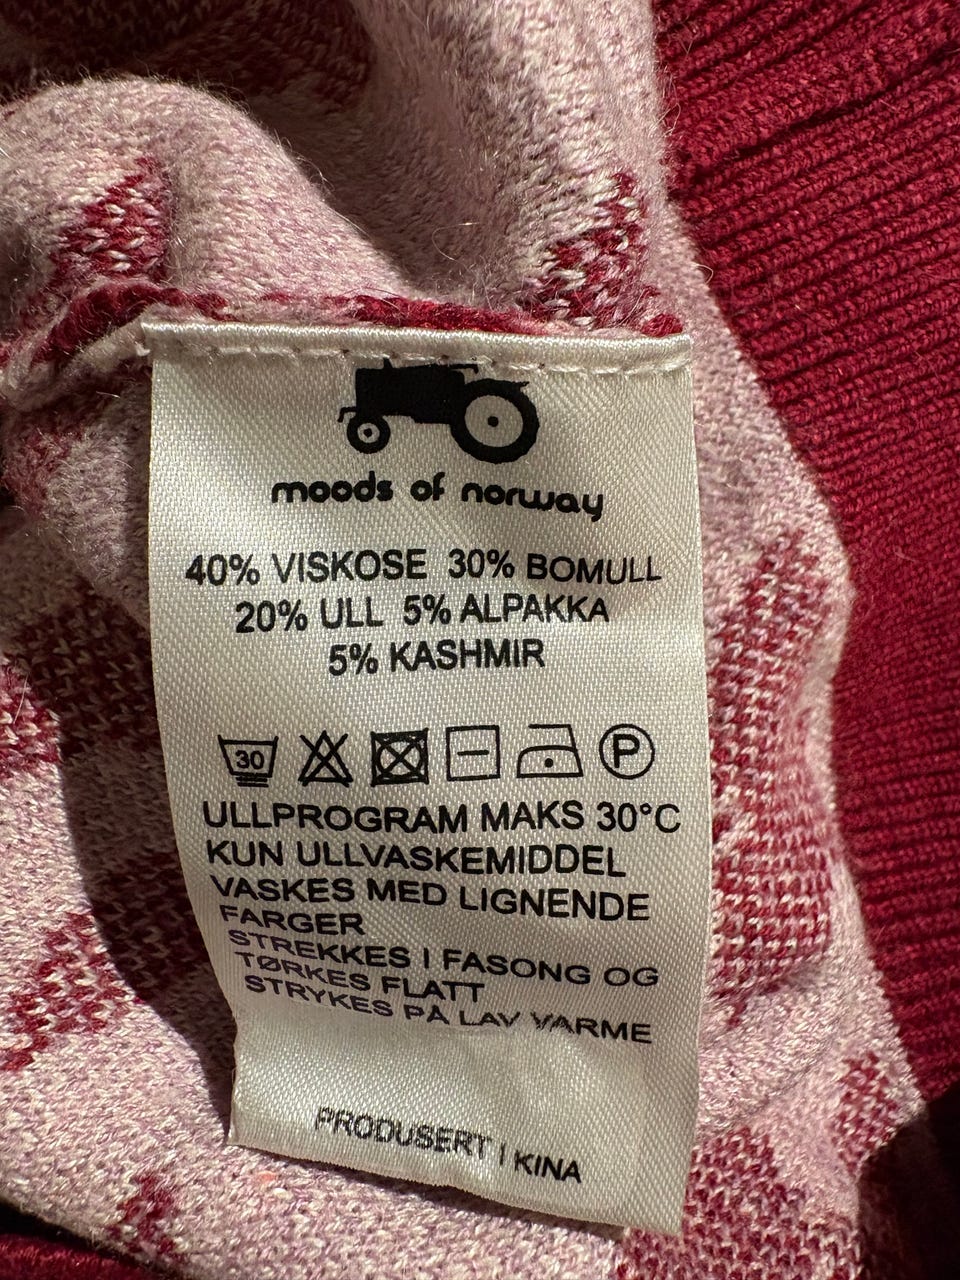 moods of norway
40% VISKOSE 30% BOMULL
20% ULL 5% ALPAKKA
5% KASHMIR
30 P
ULLPROGRAM MAKS 30°C
KUN ULLVASKEMIDDEL
VASKES MED LIGNENDE
FARGER
STREKKES I FASONG OG
TØRKES FLATT
STRYKES PÅ LAV VARME
PRODUSERT I KINA